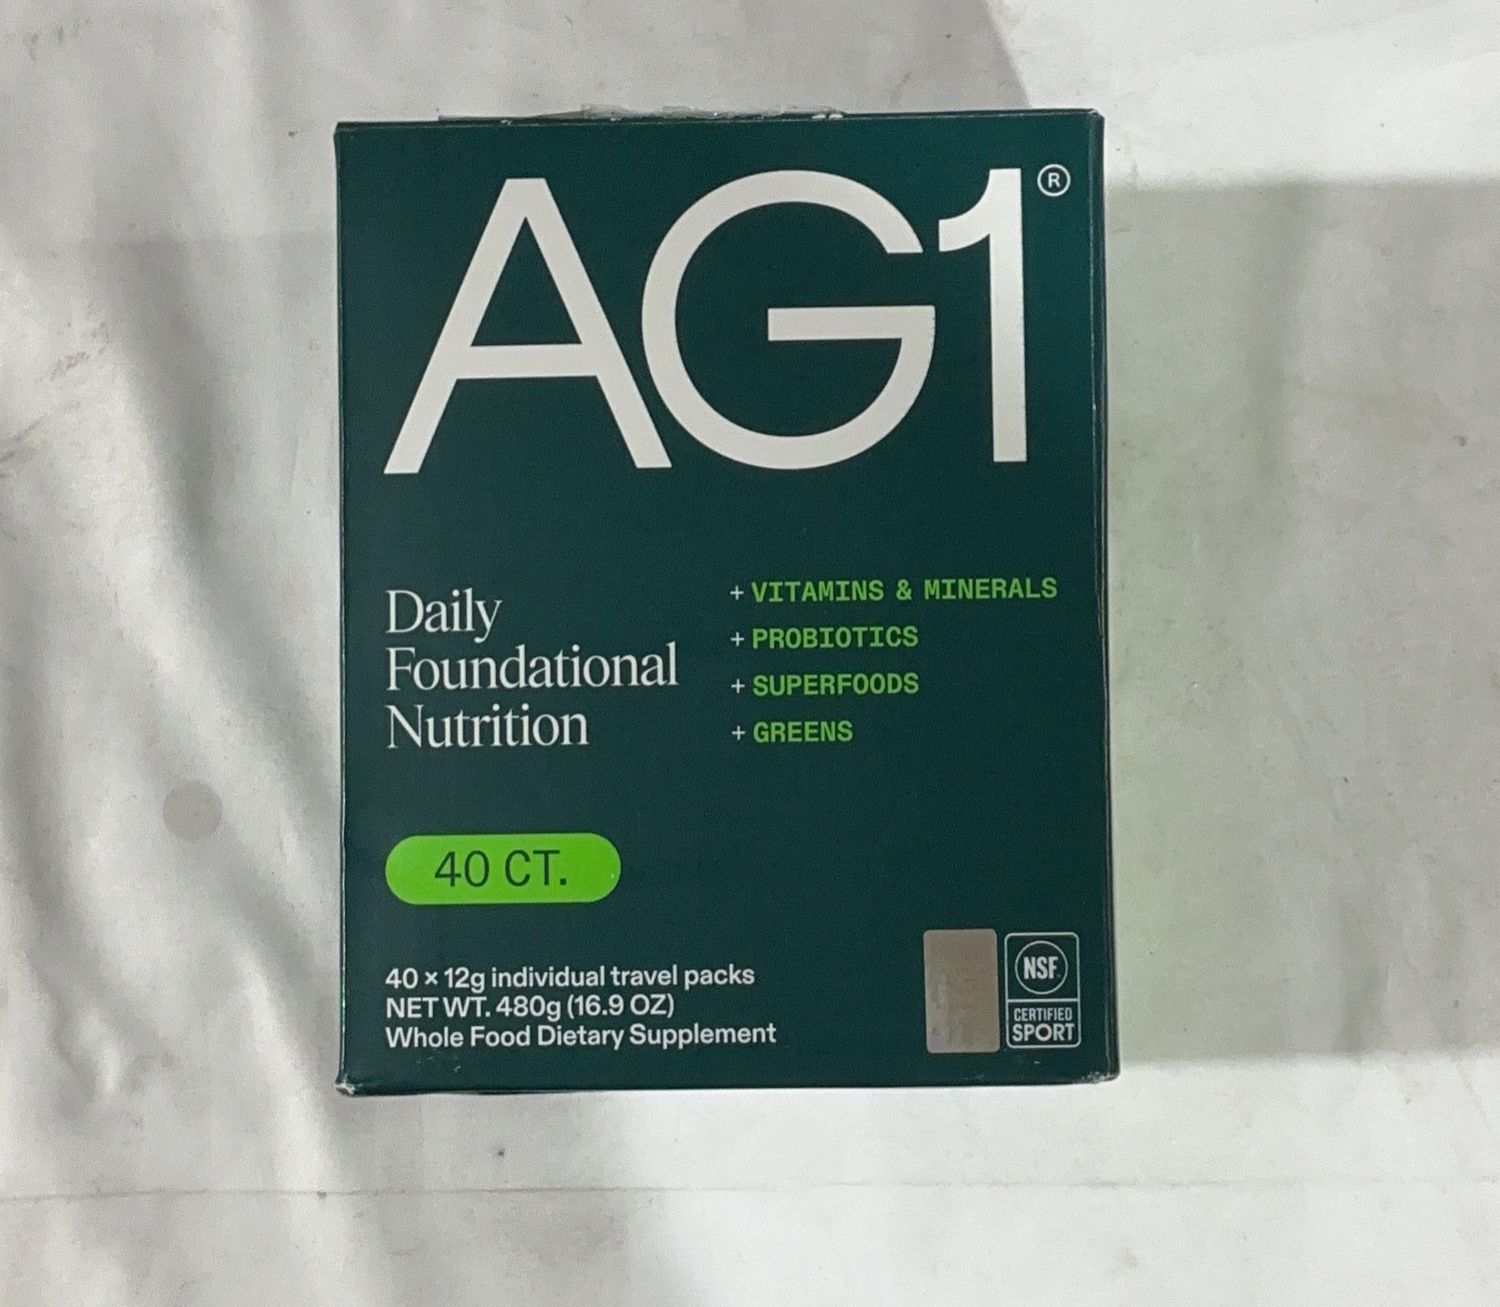 AG1®
Daily
Foundational
Nutrition
+ VITAMINS & MINERALS
+ PROBIOTICS
+ SUPERFOODS
+ GREENS
40 CT.
40 × 12g individual travel packs
NET WT. 480g (16.9 OZ)
Whole Food Dietary Supplement
NSF
CERTIFIED
SPORT